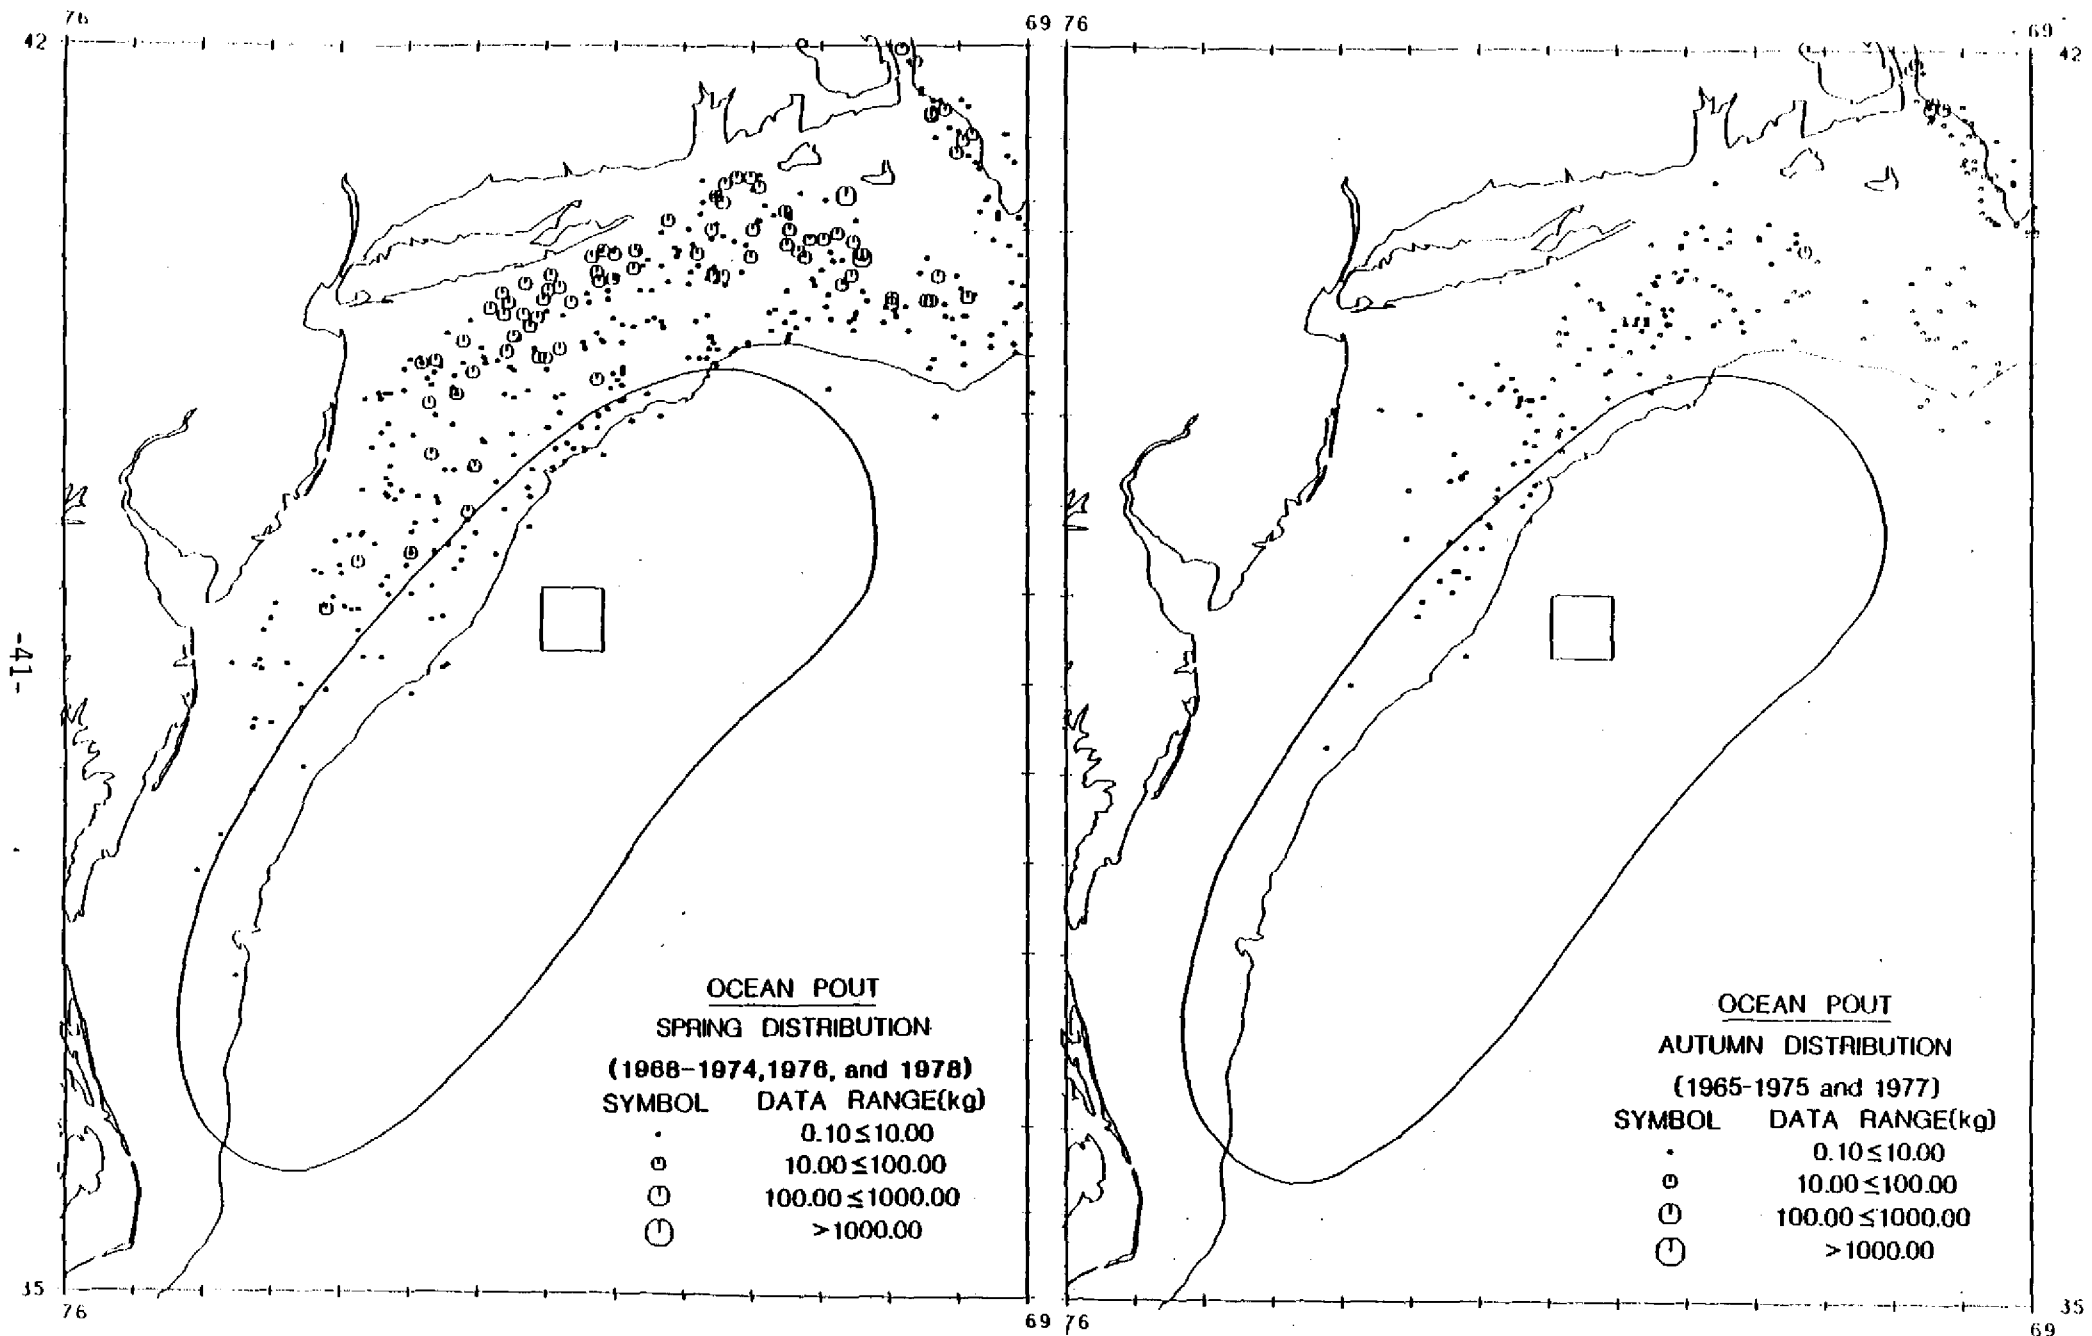 76
69 76
69
42
42
-41-
OCEAN POUT
SPRING DISTRIBUTION
(1968-1974,1976, and 1978)
SYMBOL DATA RANGE(kg)
0.10≤10.00
10.00≤100.00
100.00≤1000.00
>1000.00
OCEAN POUT
AUTUMN DISTRIBUTION
(1965-1975 and 1977)
SYMBOL DATA RANGE(kg)
0.10≤10.00
10.00≤100.00
100.00≤1000.00
>1000.00
35
35
76
69 76
69